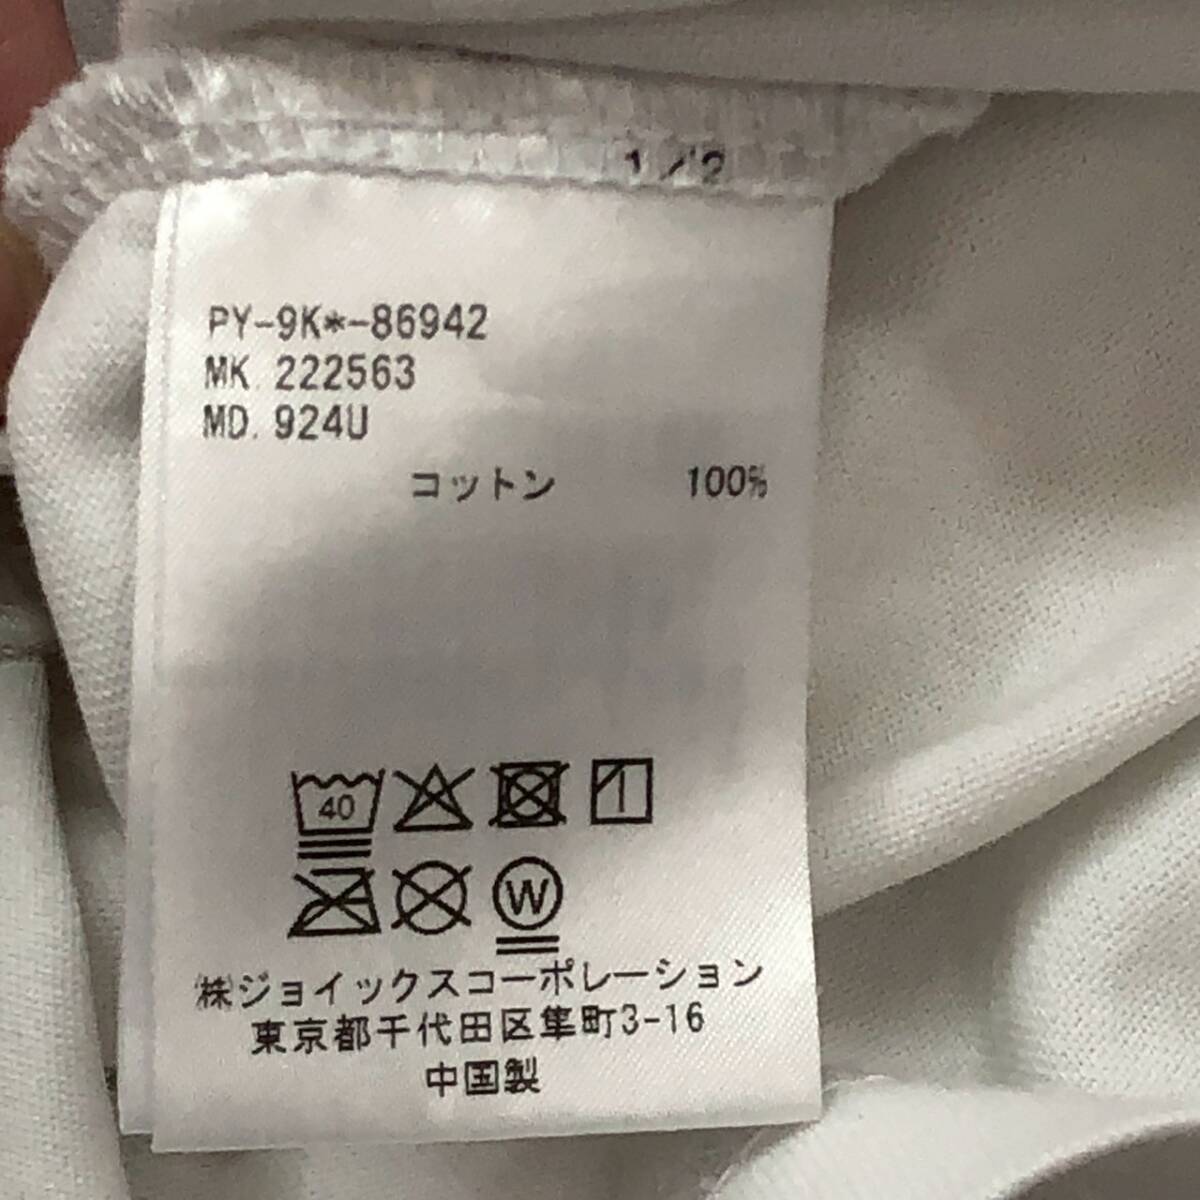 1/2
PY-9K*-86942
MK. 222563
MD. 924U
コットン 100%
40
W
㈱ジョイックスコーポレーション
東京都千代田区隼町3-16
中国製